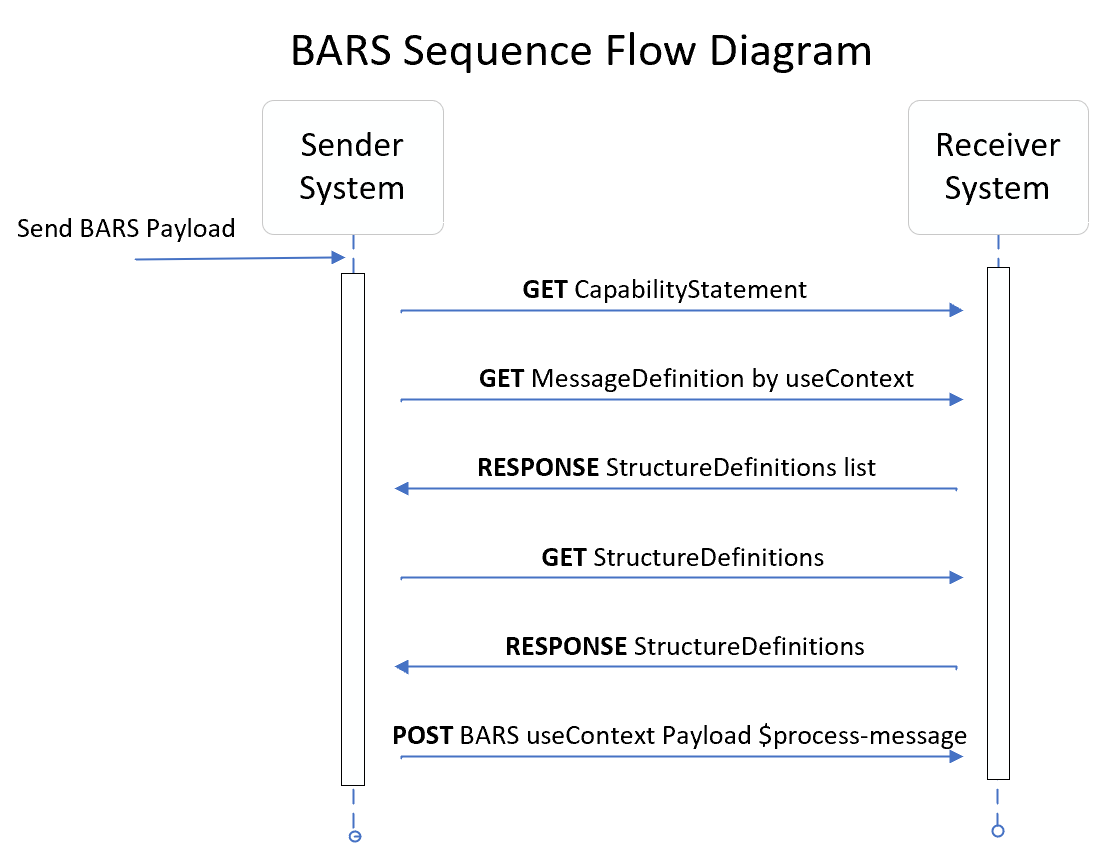 BARS Sequence Flow Diagram
Sender
System
Receiver
System
Send BARS Payload
GET CapabilityStatement
GET MessageDefinition by useContext
RESPONSE StructureDefinitions list
GET StructureDefinitions
RESPONSE StructureDefinitions
POST BARS useContext Payload $process-message